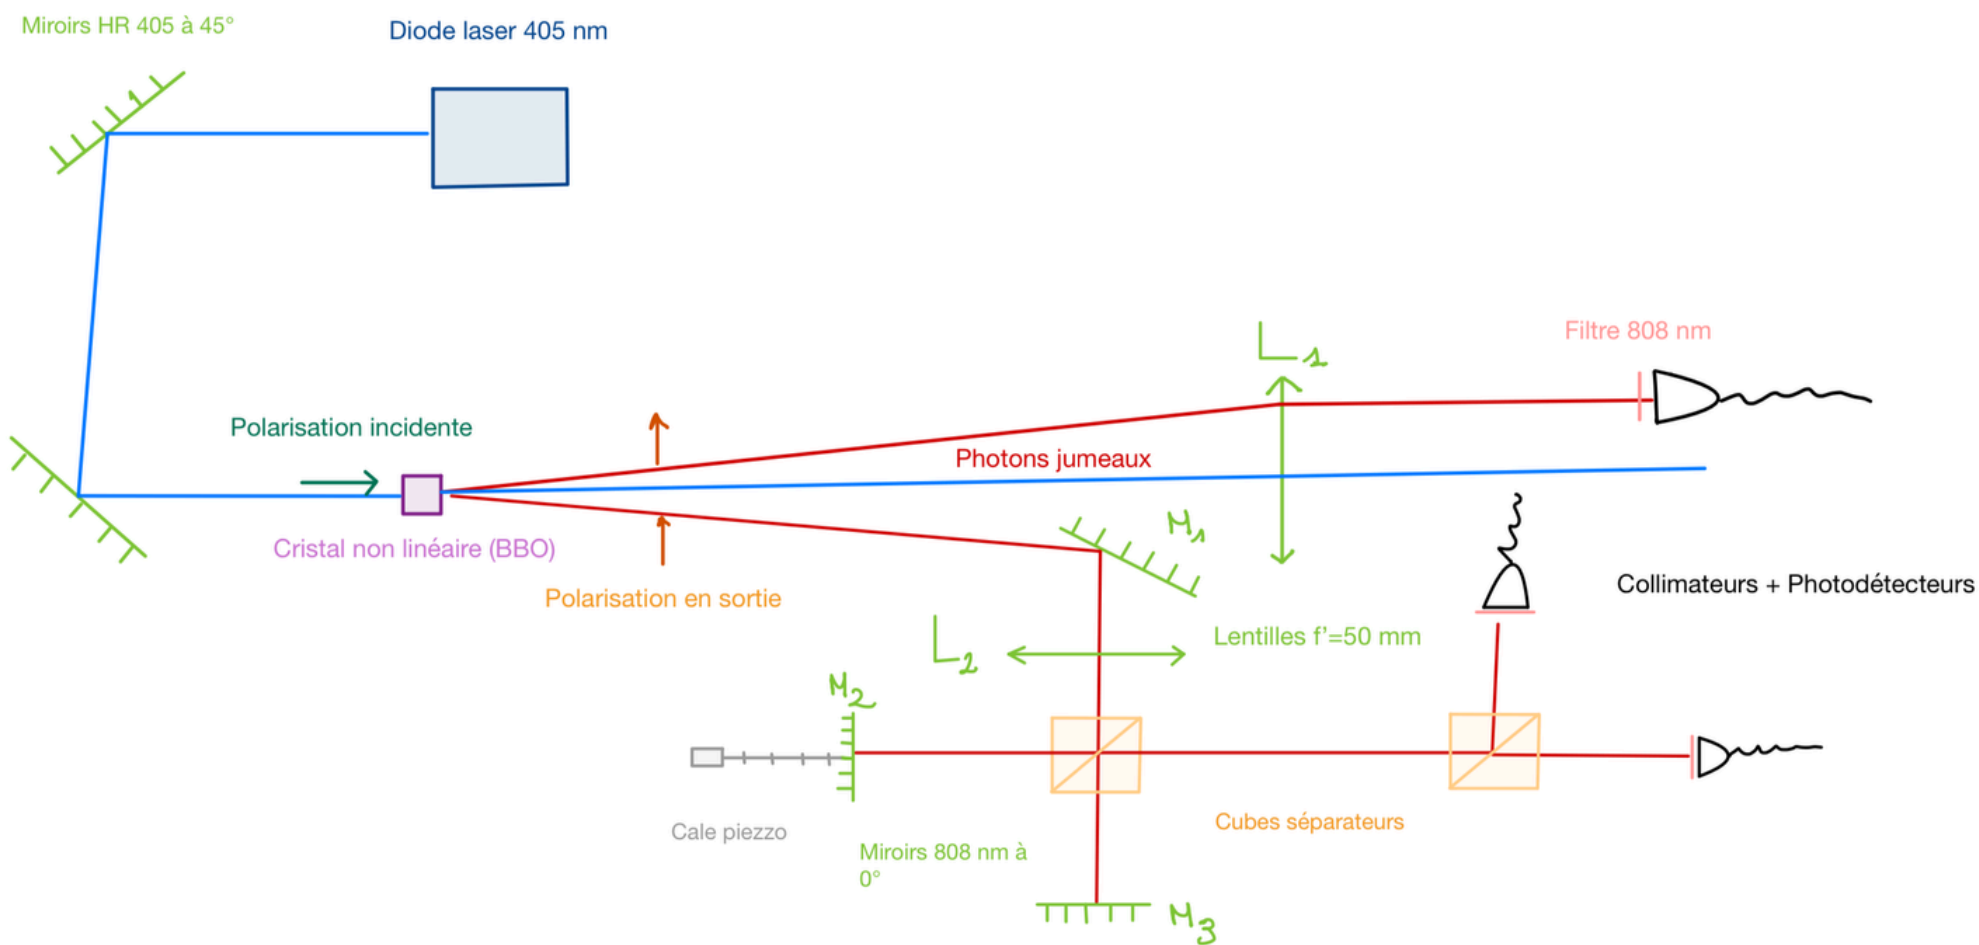 Miroirs HR 405 à 45°
Diode laser 405 nm
L1
Filtre 808 nm
Polarisation incidente
Photons jumeaux
M1
Cristal non linéaire (BBO)
Polarisation en sortie
Collimateurs + Photodétecteurs
L2
Lentilles f'=50 mm
M2
Cale piezzo
Cubes séparateurs
Miroirs 808 nm à
0°
M3